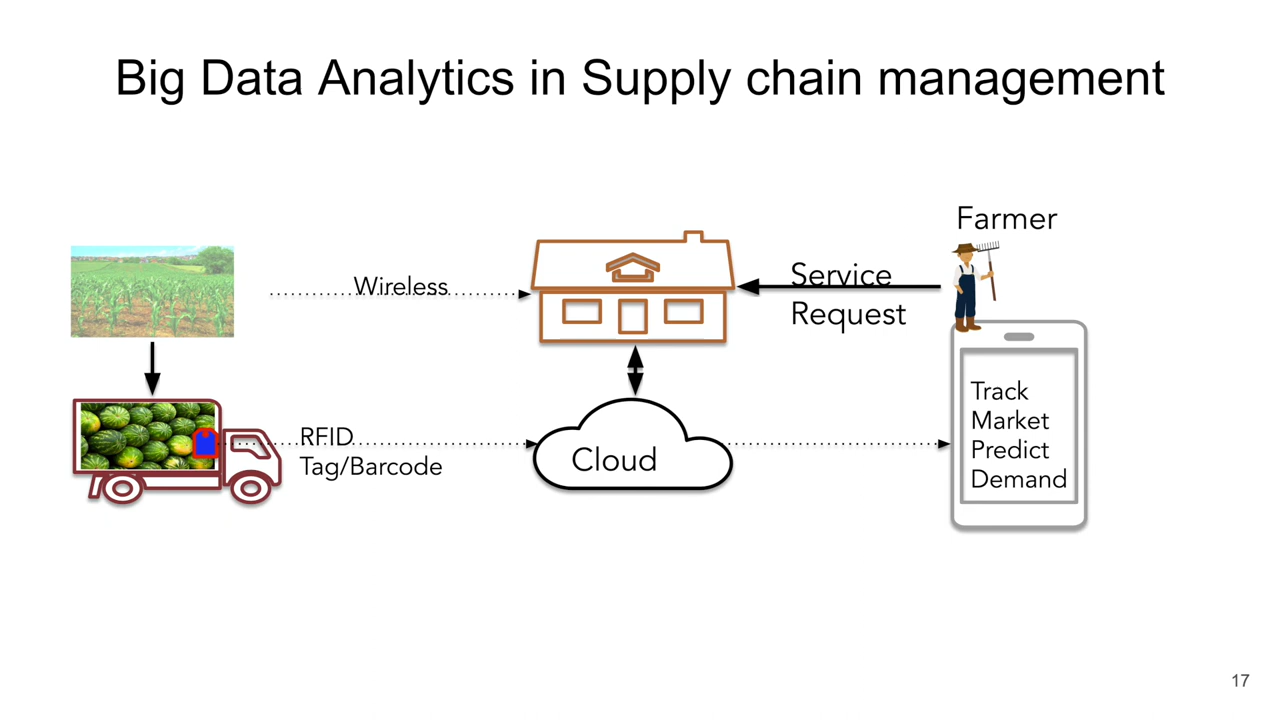 Big Data Analytics in Supply chain management
Farmer
Wireless
Service
Request
RFID
Tag/Barcode
Cloud
Track
Market
Predict
Demand
17